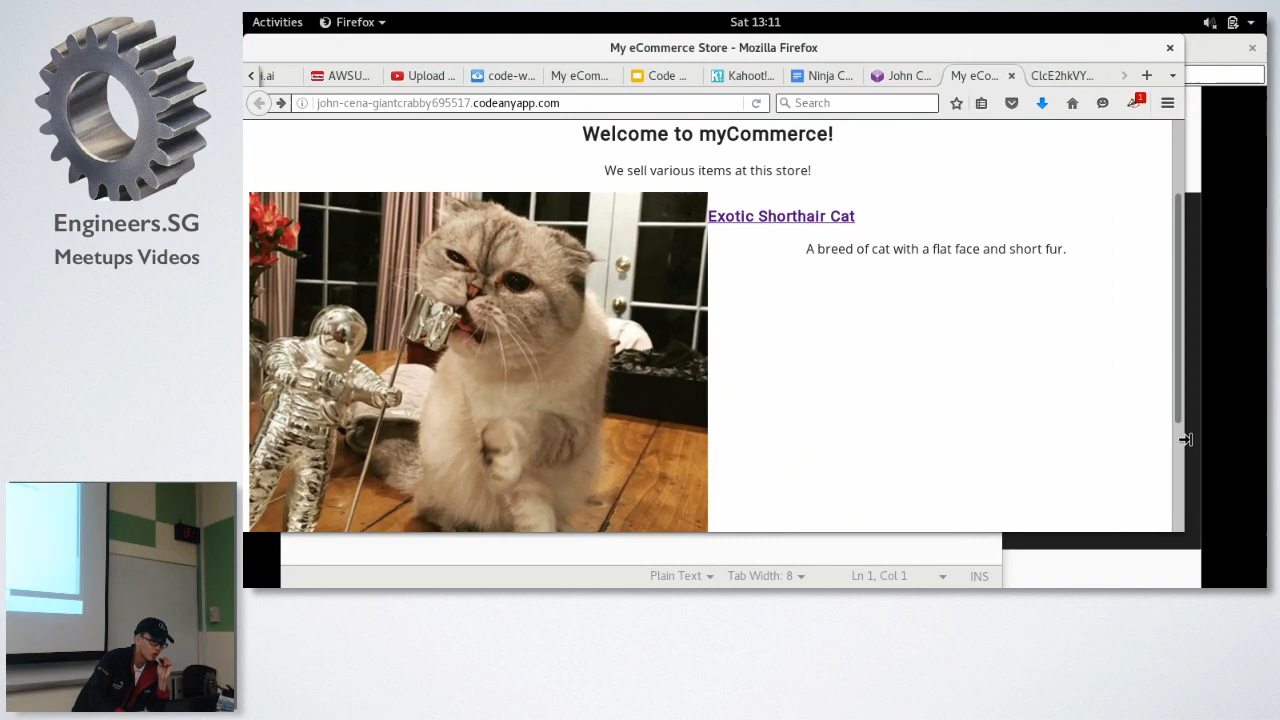 Engineers.SG
Meetups Videos
Activities
Firefox
Sat 13:11
My eCommerce Store - Mozilla Firefox
i.ai
AWSU...
Upload ...
code-w...
My eCom...
Code ...
Kahoot!...
Ninja C...
John C...
My eCo...
ClcE2hkVY...
john-cena-giantcrabby695517.codeanyapp.com
Search
1
Welcome to myCommerce!
We sell various items at this store!
Exotic Shorthair Cat
A breed of cat with a flat face and short fur.
Plain Text
Tab Width: 8
Ln 1, Col 1
INS